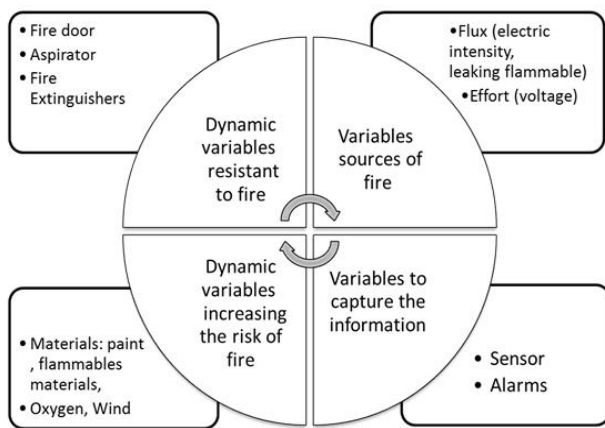 • Fire door
• Aspirator
• Fire
Extinguishers
•Flux (electric
intensity,
leaking flammable)
•Effort (voltage)
Dynamic
variables
resistant
to fire
Variables
sources of
fire
Dynamic
variables
increasing
the risk of
fire
Variables to
capture the
information
• Materials: paint
, flammables
materials,
• Oxygen, Wind
• Sensor
• Alarms